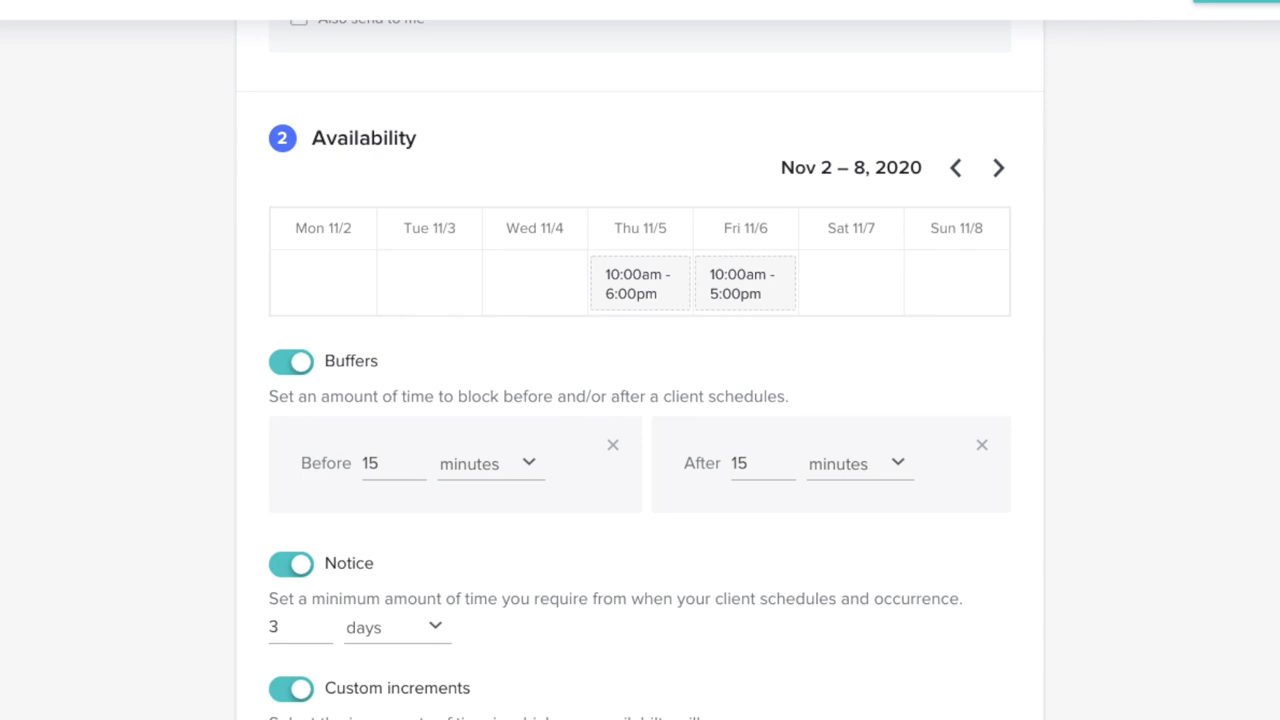 Also send to me
2 Availability
Nov 2 – 8, 2020
Mon 11/2 Tue 11/3 Wed 11/4 Thu 11/5 Fri 11/6 Sat 11/7 Sun 11/8
10:00am - 10:00am -
6:00pm 5:00pm
Buffers
Set an amount of time to block before and/or after a client schedules.
Before 15 minutes After 15 minutes
Notice
Set a minimum amount of time you require from when your client schedules and occurrence.
3 days
Custom increments